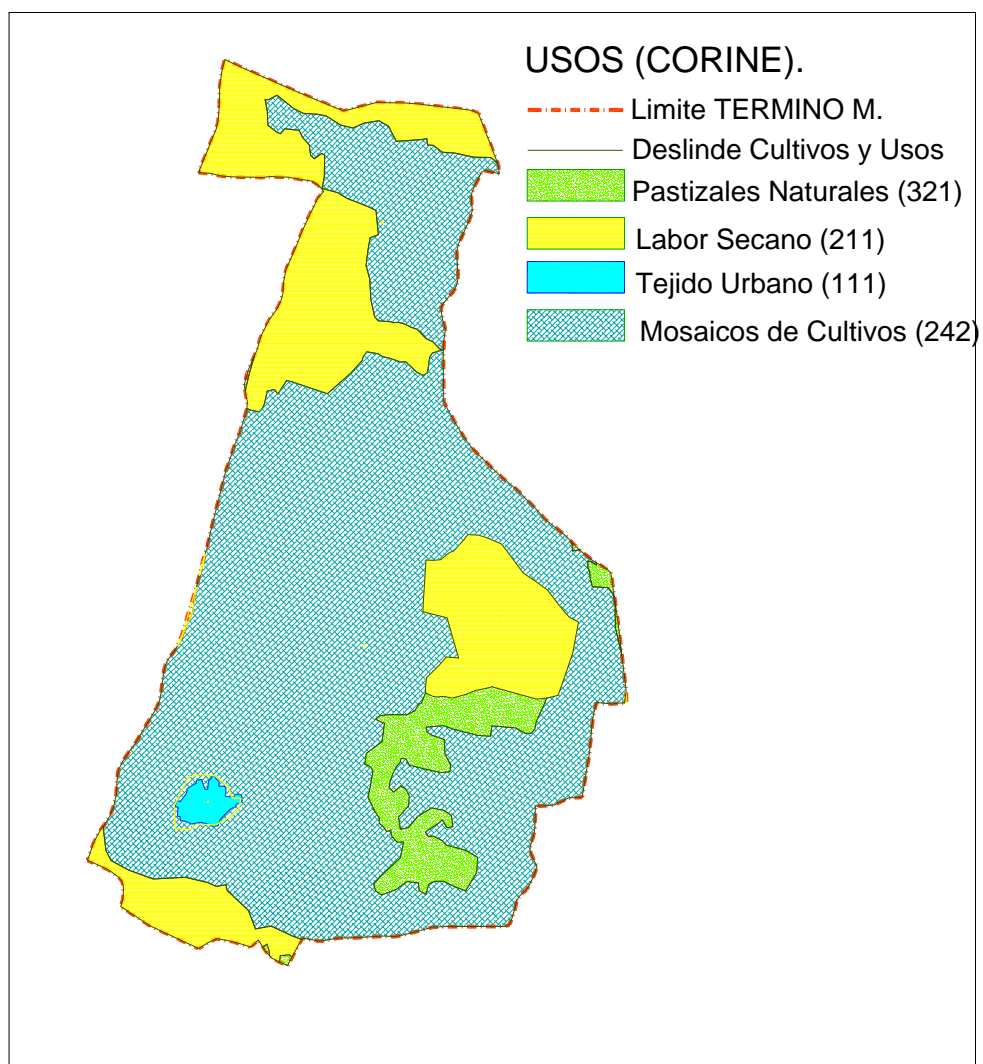 USOS (CORINE).
Limite TERMINO M.
Deslinde Cultivos y Usos
Pastizales Naturales (321)
Labor Secano (211)
Tejido Urbano (111)
Mosaicos de Cultivos (242)